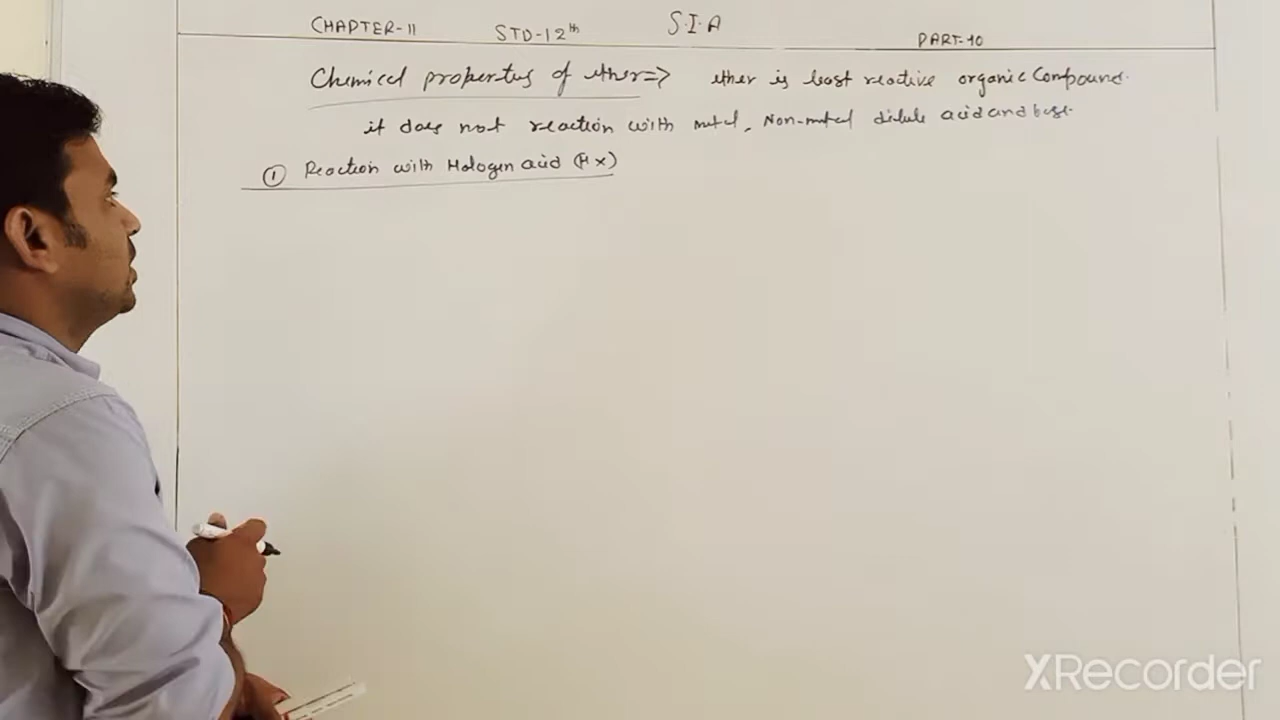 CHAPTER-11 STD-12th S.I.A PART-10
Chemical properties of ether=> ether is least reactive organic Compound.
it does not reaction with metal, Non-metal dilute acid and base.
① Reaction with Halogen acid (HX)
XRecorder